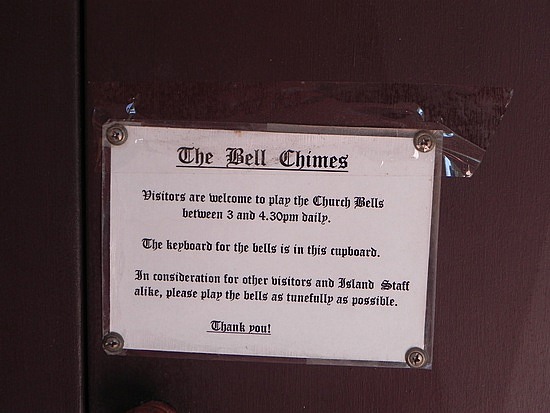 The Bell Chimes
Visitors are welcome to play the Church Bells
between 3 and 4.30pm daily.
The keyboard for the bells is in this cupboard.
In consideration for other visitors and Island Staff
alike, please play the bells as tunefully as possible.
Thank you!